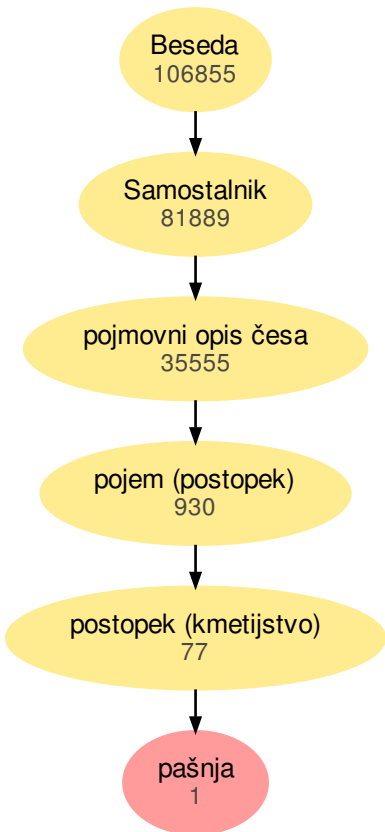 Beseda
106855
Samostalnik
81889
pojmovni opis česa
35555
pojem (postopek)
930
postopek (kmetijstvo)
77
pašnja
1